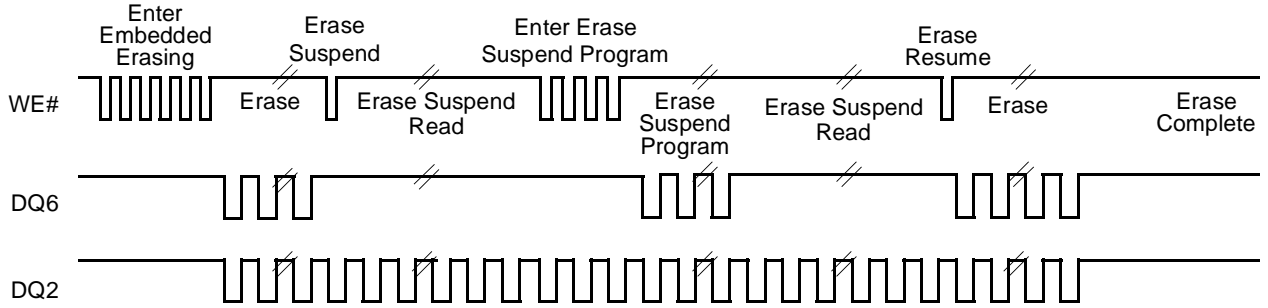 Enter
Embedded
Erasing
Erase
Suspend
Enter Erase
Suspend Program
Erase
Resume
WE#
Erase
Erase Suspend
Read
Erase
Suspend
Program
Erase Suspend
Read
Erase
Erase
Complete
DQ6
DQ2